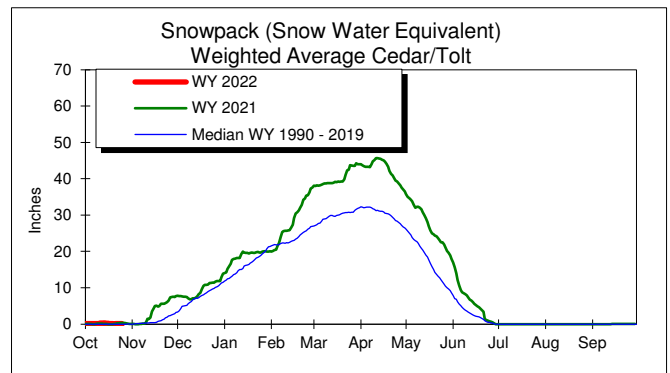 Snowpack (Snow Water Equivalent)
Weighted Average Cedar/Tolt
70
60
50
40
30
20
10
0
Inches
WY 2022
WY 2021
Median WY 1990 - 2019
Oct Nov Dec Jan Feb Mar Apr May Jun Jul Aug Sep